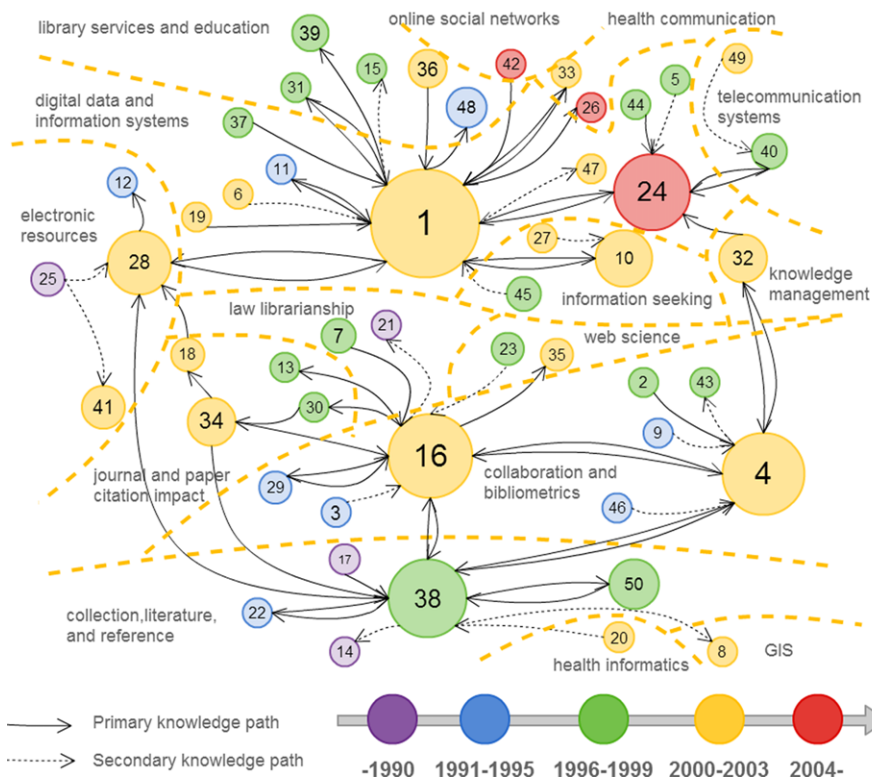 library services and education
online social networks
health communication
39
15
36
42
33
49
5
31
48
26
44
telecommunication
systems
digital data and
information systems
37
40
11
47
12
6
24
1
19
electronic
resources
27
28
10
32
25
45
information seeking
knowledge
management
law librarianship
21
7
web science
18
23
35
13
2
43
41
30
34
9
16
4
journal and paper
citation impact
29
collaboration and
bibliometrics
3
46
17
38
50
collection,literature,
and reference
22
14
20
8
health informatics
GIS
Primary knowledge path
Secondary knowledge path
-1990
1991-1995
1996-1999
2000-2003
2004-